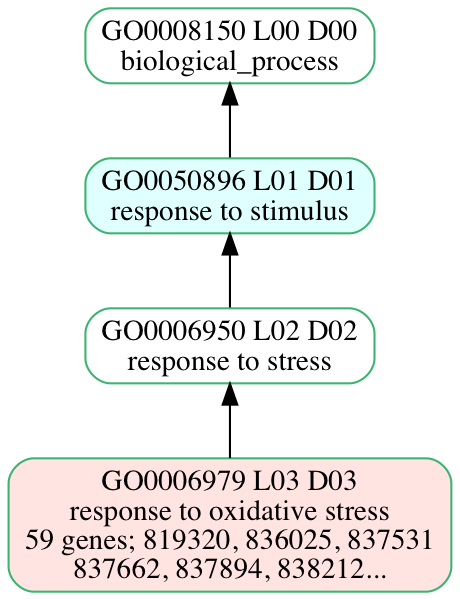 GO0008150 L00 D00
biological_process
GO0050896 L01 D01
response to stimulus
GO0006950 L02 D02
response to stress
GO0006979 L03 D03
response to oxidative stress
59 genes; 819320, 836025, 837531
837662, 837894, 838212...